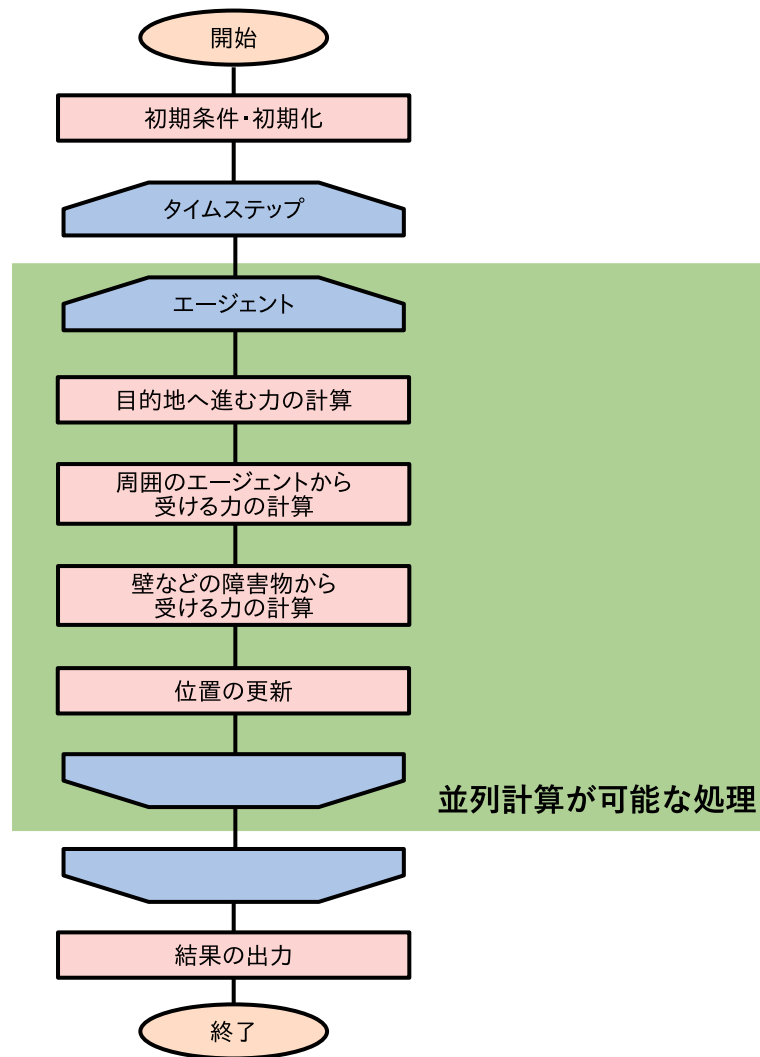 開始
初期条件・初期化
タイムステップ
エージェント
目的地へ進む力の計算
周囲のエージェントから
受ける力の計算
壁などの障害物から
受ける力の計算
位置の更新
並列計算が可能な処理
結果の出力
終了